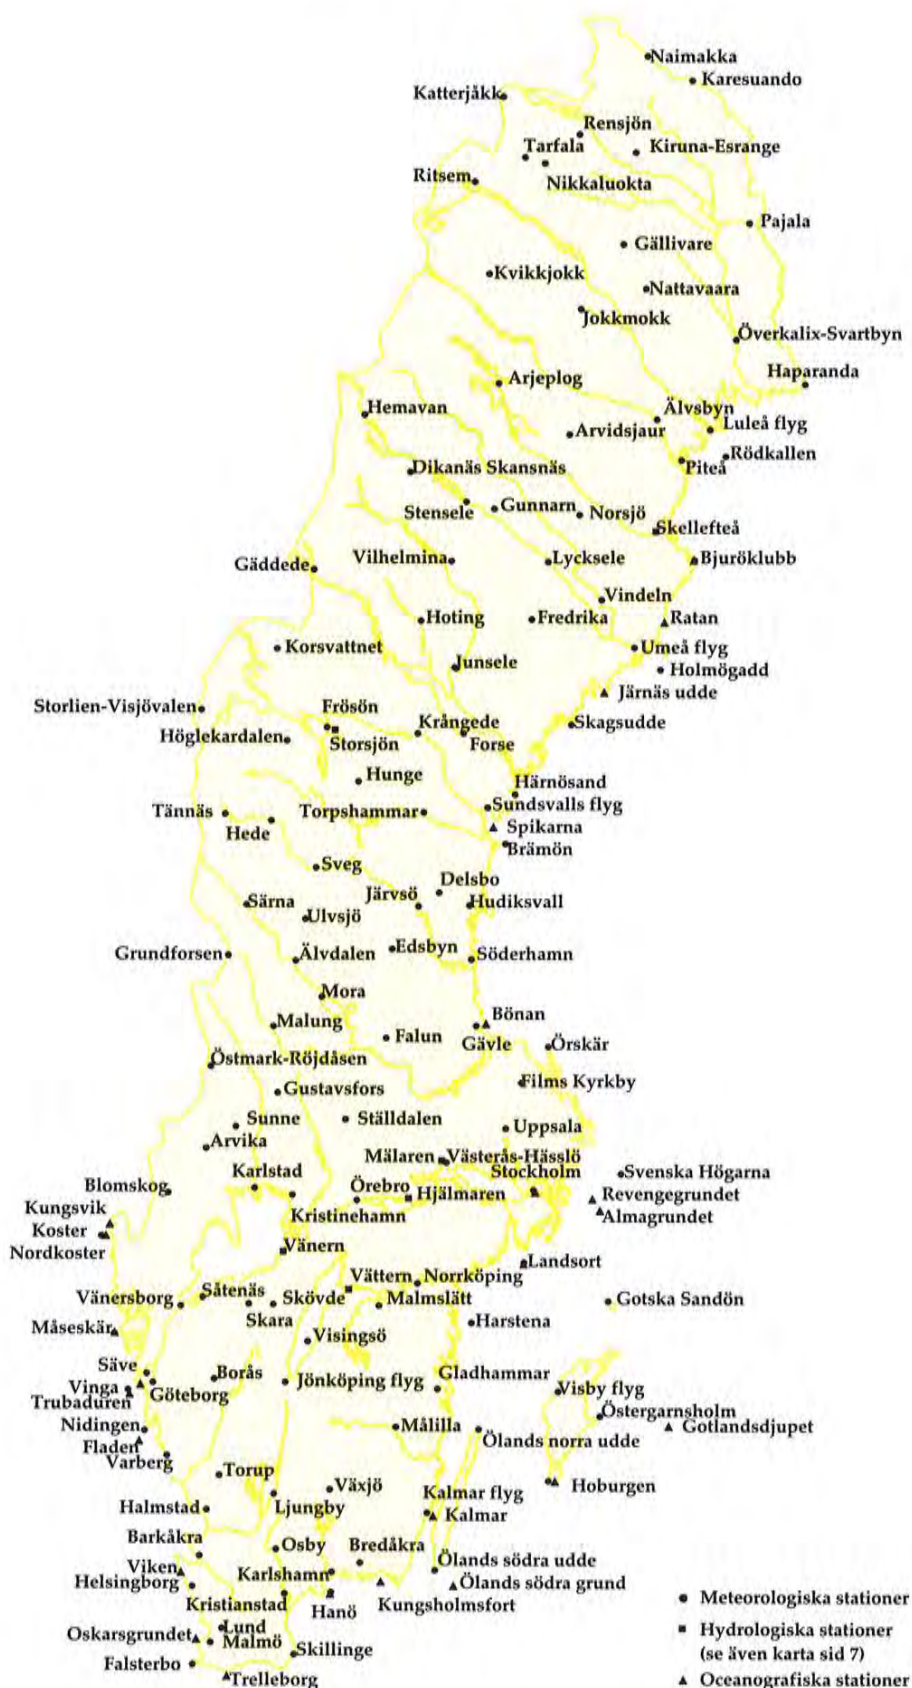 Naimakka
Karesuando
Katterjåkk
Rensjön
Tarfala
Kiruna-Esrange
Ritsem
Nikkaluokta
Pajala
Gällivare
Kvikkjokk
Nattavaara
Jokkmokk
Överkalix-Svartbyn
Haparanda
Arjeplog
Hemavan
Älvsbyn
Luleå flyg
Arvidsjaur
Rödkallen
Dikanäs Skansnäs
Piteå
Stensele
Gunnarn
Norsjö
Skellefteå
Gäddede
Vilhelmina
Lycksele
Bjuröklubb
Vindeln
Hoting
Fredrika
Ratan
Korsvattnet
Umeå flyg
Junsele
Holmögadd
Järnäs udde
Storlien-Visjövalen
Frösön
Krångede
Skagsudde
Höglekardalen
Storsjön
Forse
Hunge
Härnösand
Sundsvalls flyg
Tännäs
Torpshammar
Hede
Spikarna
Brämön
Sveg
Delsbo
Särna
Järvsö
Hudiksvall
Ulvsjö
Grundforsen
Älvdalen
Edsbyn
Söderhamn
Mora
Malung
Bönan
Falun
Gävle
Örskär
Östmark-Röjdåsen
Films Kyrkby
Gustavsfors
Sunne
Ställdalen
Uppsala
Arvika
Mälaren
Västerås-Hässlö
Karlstad
Stockholm
Svenska Högarna
Blomskog
Örebro
Hjälmaren
Revengegrundet
Kungsvik
Kristinehamn
Almagrundet
Koster
Nordkoster
Vänern
Landsort
Vättern
Norrköping
Vänersborg
Såtenäs
Skövde
Malmslätt
Gotska Sandön
Skara
Måseskär
Visingsö
Harstena
Säve
Borås
Jönköping flyg
Gladhammar
Vinga
Göteborg
Visby flyg
Trubaduren
Östergarnsholm
Nidingen
Målilla
Gotlandsdjupet
Fladen
Ölands norra udde
Varberg
Torup
Växjö
Hoburgen
Kalmar flyg
Halmstad
Ljungby
Kalmar
Barkåkra
Osby
Bredåkra
Viken
Ölands södra udde
Karlshamn
Helsingborg
Ölands södra grund
Kristianstad
Hanö
Kungsholmsfort
Meteorologiska stationer
Oskarsgrundet
Lund
Malmö
Skillinge
Hydrologiska stationer
(se även karta sid 7)
Falsterbo
Trelleborg
Oceanografiska stationer